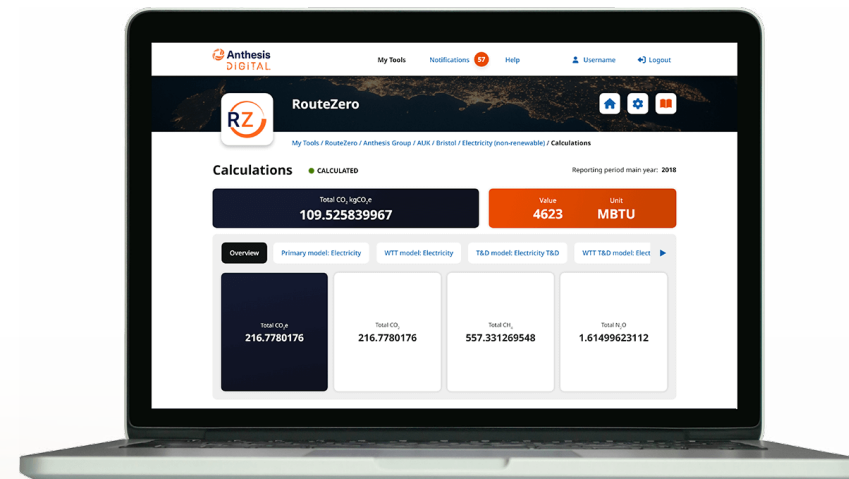 Anthesis
DIGITAL
My Tools Notifications 57 Help Username Logout
RZ
RouteZero
My Tools / RouteZero / Anthesis Group / AUK / Bristol / Electricity (non-renewable) / Calculations
Calculations CALCULATED Reporting period main year: 2018
Total CO₂ kgCO₂e
109.525839967
Value Unit
4623 MBTU
Overview Primary model: Electricity WTT model: Electricity T&D model: Electricity T&D WTT T&D model: Elect
Total CO₂e Total CO₂ Total CH₄ Total N₂O
216.7780176 216.7780176 557.331269548 1.61499623112